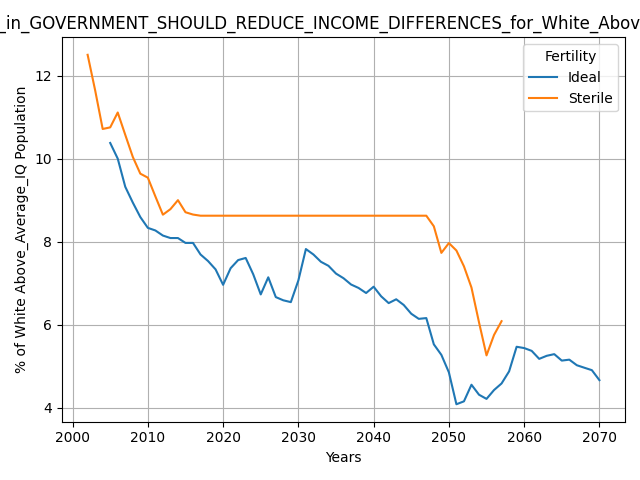 _in_GOVERNMENT_SHOULD_REDUCE_INCOME_DIFFERENCES_for_White_Abov
Fertility
Ideal
Sterile
% of White Above_Average_IQ Population
12
10
8
6
4
2000 2010 2020 2030 2040 2050 2060 2070
Years